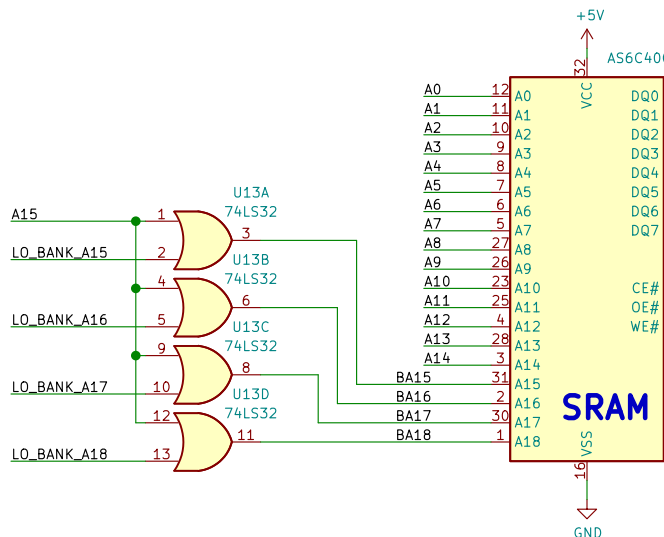 +5V
AS6C400
32
VCC
A0 12 A0 DQ0
A1 11 A1 DQ1
A2 10 A2 DQ2
A3 9 A3 DQ3
A4 8 A4 DQ4
A5 7 A5 DQ5
A6 6 A6 DQ6
A7 5 A7 DQ7
A8 27 A8
A9 26 A9
A10 23 A10 CE#
A11 25 A11 OE#
A12 4 A12 WE#
A13 28 A13
A14 3 A14
BA15 31 A15
BA16 2 A16
BA17 30 A17
BA18 1 A18
SRAM
VSS
16
GND
U13A
74LS32
A15 1
3
LO_BANK_A15 2
U13B
74LS32
4
6
LO_BANK_A16 5
U13C
74LS32
9
8
LO_BANK_A17 10
U13D
74LS32
12
11
LO_BANK_A18 13